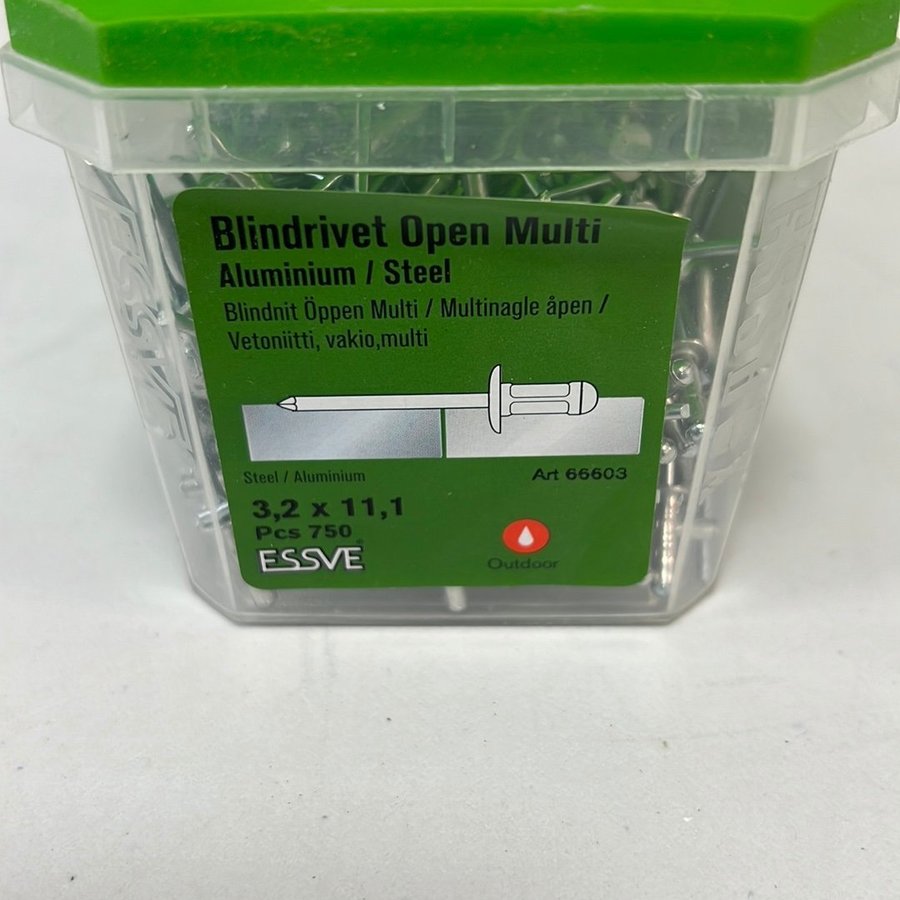 Blindrivet Open Multi
Aluminium / Steel
Blindnit Öppen Multi / Multinagle åpen /
Vetoniitti, vakio,multi
Steel / Aluminium
Art 66603
3,2 x 11,1
Pcs 750
ESSVE®
Outdoor